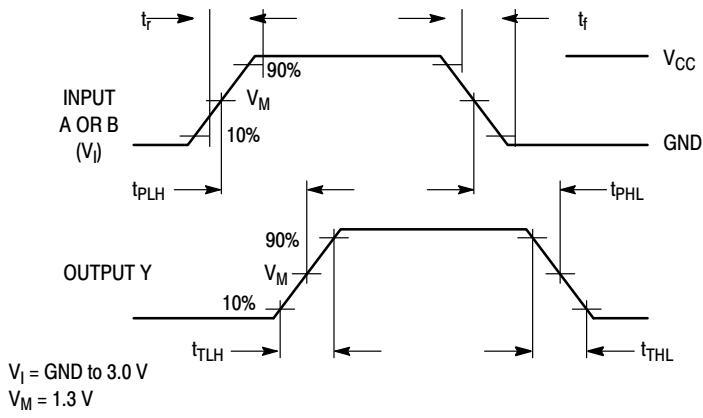 tr
tf
90%
VCC
INPUT
A OR B
(VI)
VM
10%
GND
tPLH
tPHL
90%
OUTPUT Y
VM
10%
tTLH
tTHL
VI = GND to 3.0 V
VM = 1.3 V